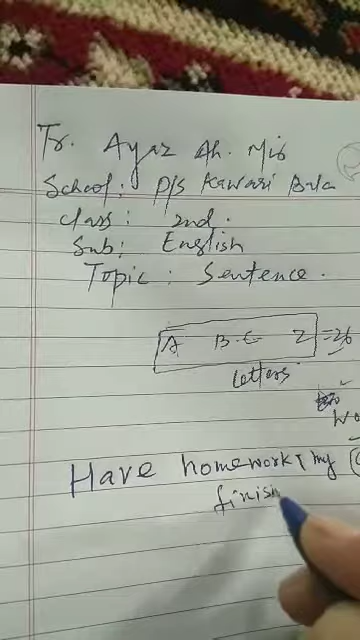 Tr. Ayaz Ah. Mir
School: P/S Kawari Bala
Class: 2nd.
Sub: English
Topic: Sentence.
A B.C Z =26
Letters
Have homework I my
finish